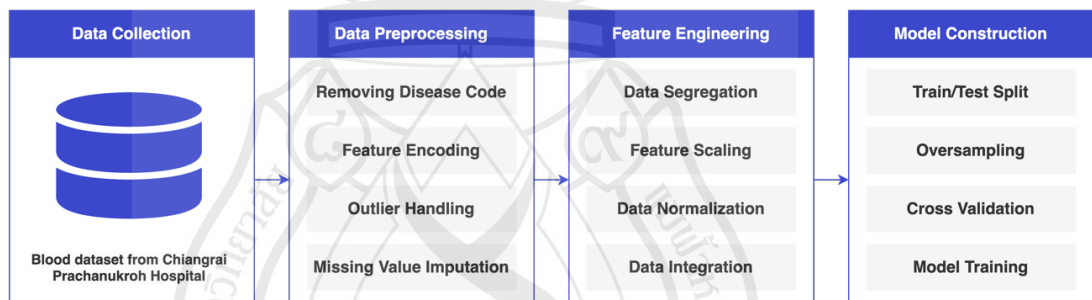 Data Collection
Blood dataset from Chiangrai
Prachanukroh Hospital
Data Preprocessing
Removing Disease Code
Feature Encoding
Outlier Handling
Missing Value Imputation
Feature Engineering
Data Segregation
Feature Scaling
Data Normalization
Data Integration
Model Construction
Train/Test Split
Oversampling
Cross Validation
Model Training